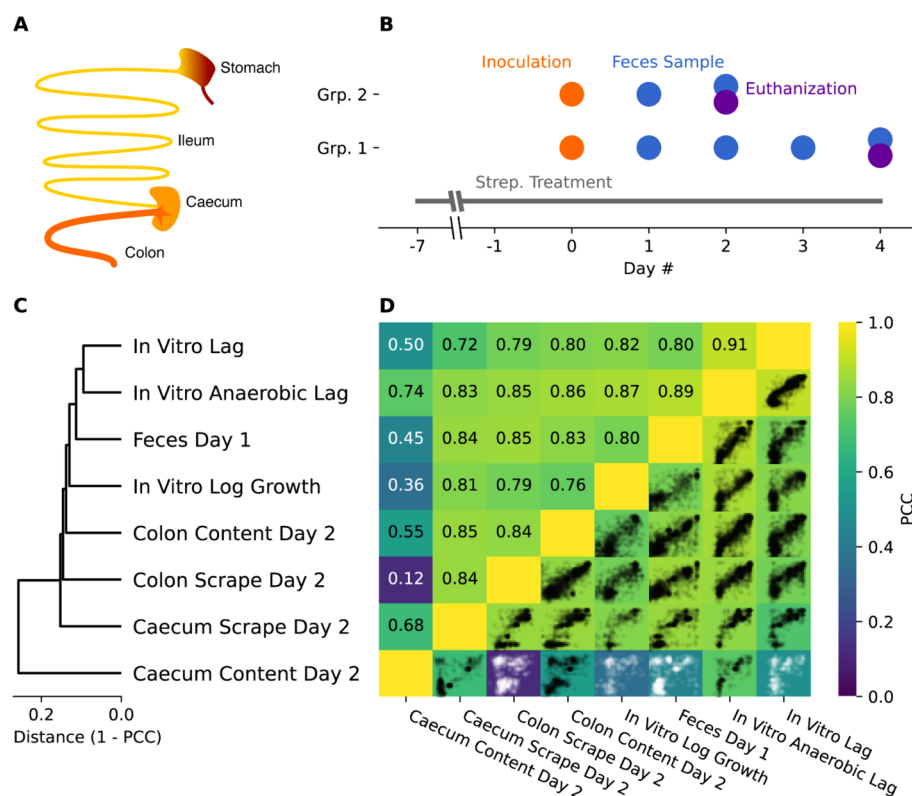 A
Stomach
Ileum
Caecum
Colon
B
Inoculation
Feces Sample
Grp. 2
Euthanization
Grp. 1
Strep. Treatment
-7 -1 0 1 2 3 4
Day #
C
In Vitro Lag
In Vitro Anaerobic Lag
Feces Day 1
In Vitro Log Growth
Colon Content Day 2
Colon Scrape Day 2
Caecum Scrape Day 2
Caecum Content Day 2
0.2 0.0
Distance (1 - PCC)
D
0.50 0.72 0.79 0.80 0.82 0.80 0.91
0.74 0.83 0.85 0.86 0.87 0.89
0.45 0.84 0.85 0.83 0.80
0.36 0.81 0.79 0.76
0.55 0.85 0.84
0.12 0.84
0.68
Caecum Content Day 2
Caecum Scrape Day 2
Colon Scrape Day 2
Colon Content Day 2
In Vitro Log Growth
Feces Day 1
In Vitro Anaerobic Lag
In Vitro Lag
1.0
0.8
0.6
0.4
0.2
0.0
PCC